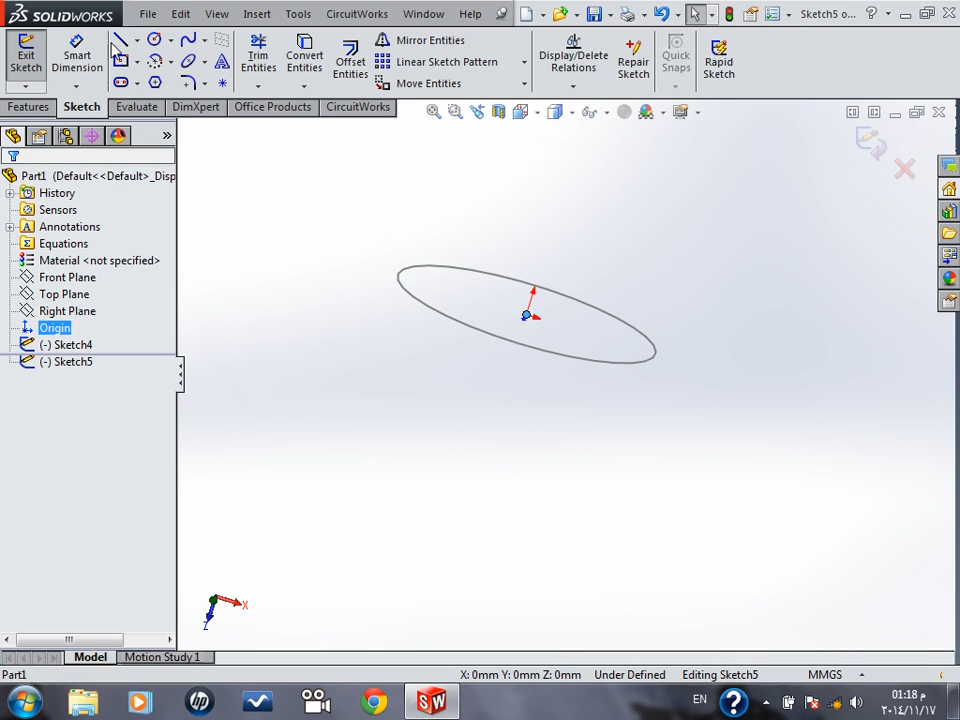 SOLIDWORKS
File Edit View Insert Tools CircuitWorks Window Help
Sketch5 o...
Exit Sketch
Smart Dimension
Trim Entities
Convert Entities
Offset Entities
Mirror Entities
Linear Sketch Pattern
Move Entities
Display/Delete Relations
Repair Sketch
Quick Snaps
Rapid Sketch
Features Sketch Evaluate DimXpert Office Products CircuitWorks
Part1 (Default<<Default>_Disp
History
Sensors
Annotations
Equations
Material <not specified>
Front Plane
Top Plane
Right Plane
Origin
(-) Sketch4
(-) Sketch5
X
Z
Model Motion Study 1
Part1 X: 0mm Y: 0mm Z: 0mm Under Defined Editing Sketch5 MMGS
EN
01:18 م
٢٠١٤/١١/١٧